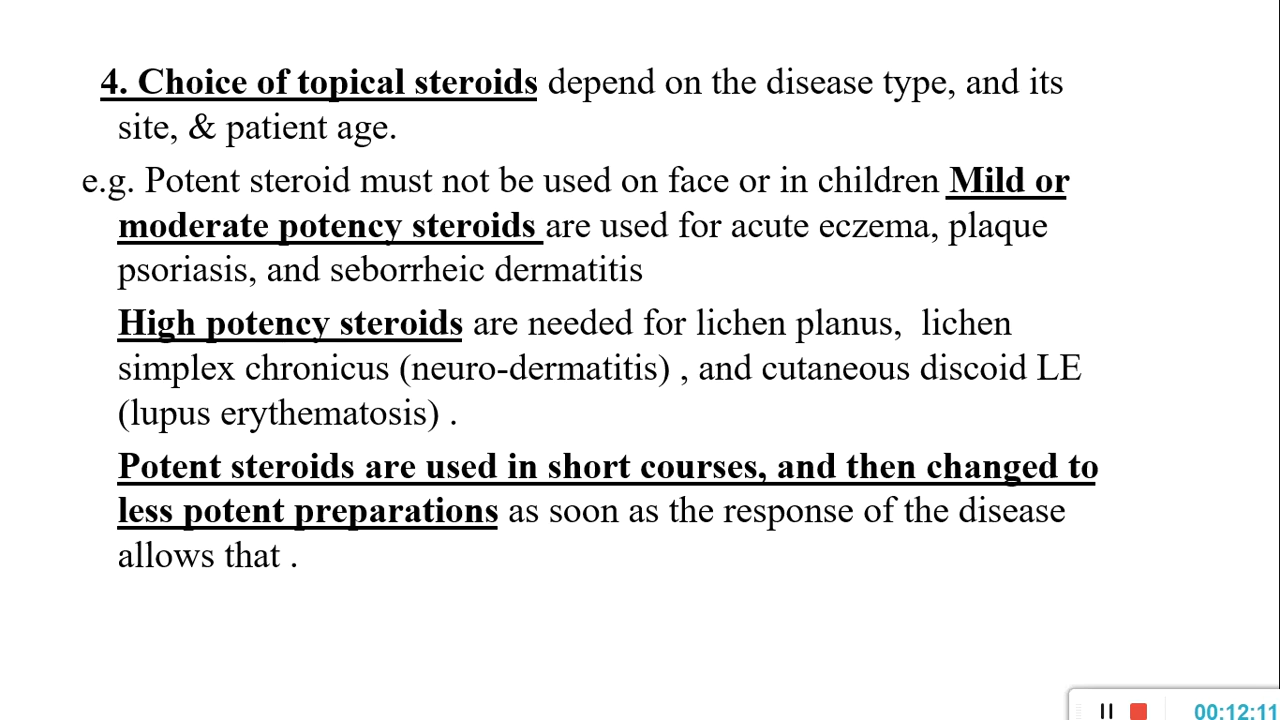 4. Choice of topical steroids depend on the disease type, and its
site, & patient age.
e.g. Potent steroid must not be used on face or in children Mild or
moderate potency steroids are used for acute eczema, plaque
psoriasis, and seborrheic dermatitis
High potency steroids are needed for lichen planus,  lichen
simplex chronicus (neuro-dermatitis) , and cutaneous discoid LE
(lupus erythematosis) .
Potent steroids are used in short courses, and then changed to
less potent preparations as soon as the response of the disease
allows that .
00:12:11